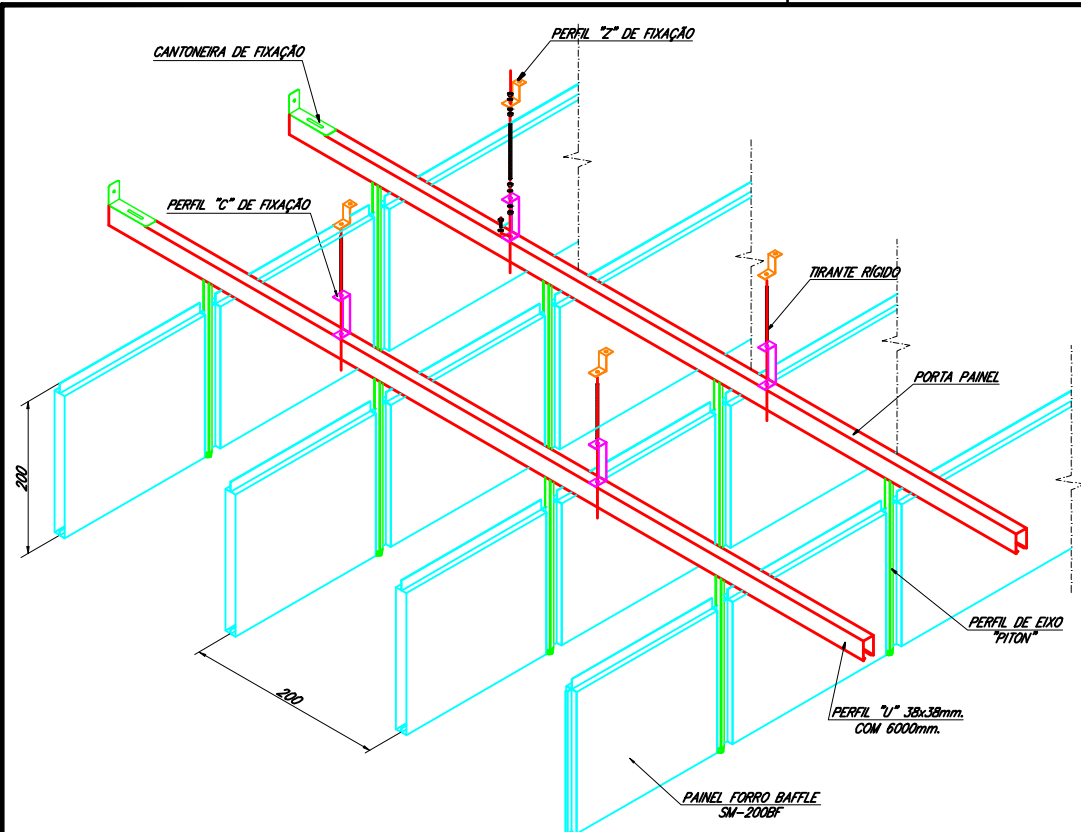 PERFIL "Z" DE FIXAÇÃO
CANTONEIRA DE FIXAÇÃO
PERFIL "C" DE FIXAÇÃO
TIRANTE RÍGIDO
PORTA PAINEL
200
PERFIL DE EIXO
"PITON"
200
PERFIL "U" 38x38mm.
COM 6000mm.
PAINEL FORRO BAFFLE
SM-200BF